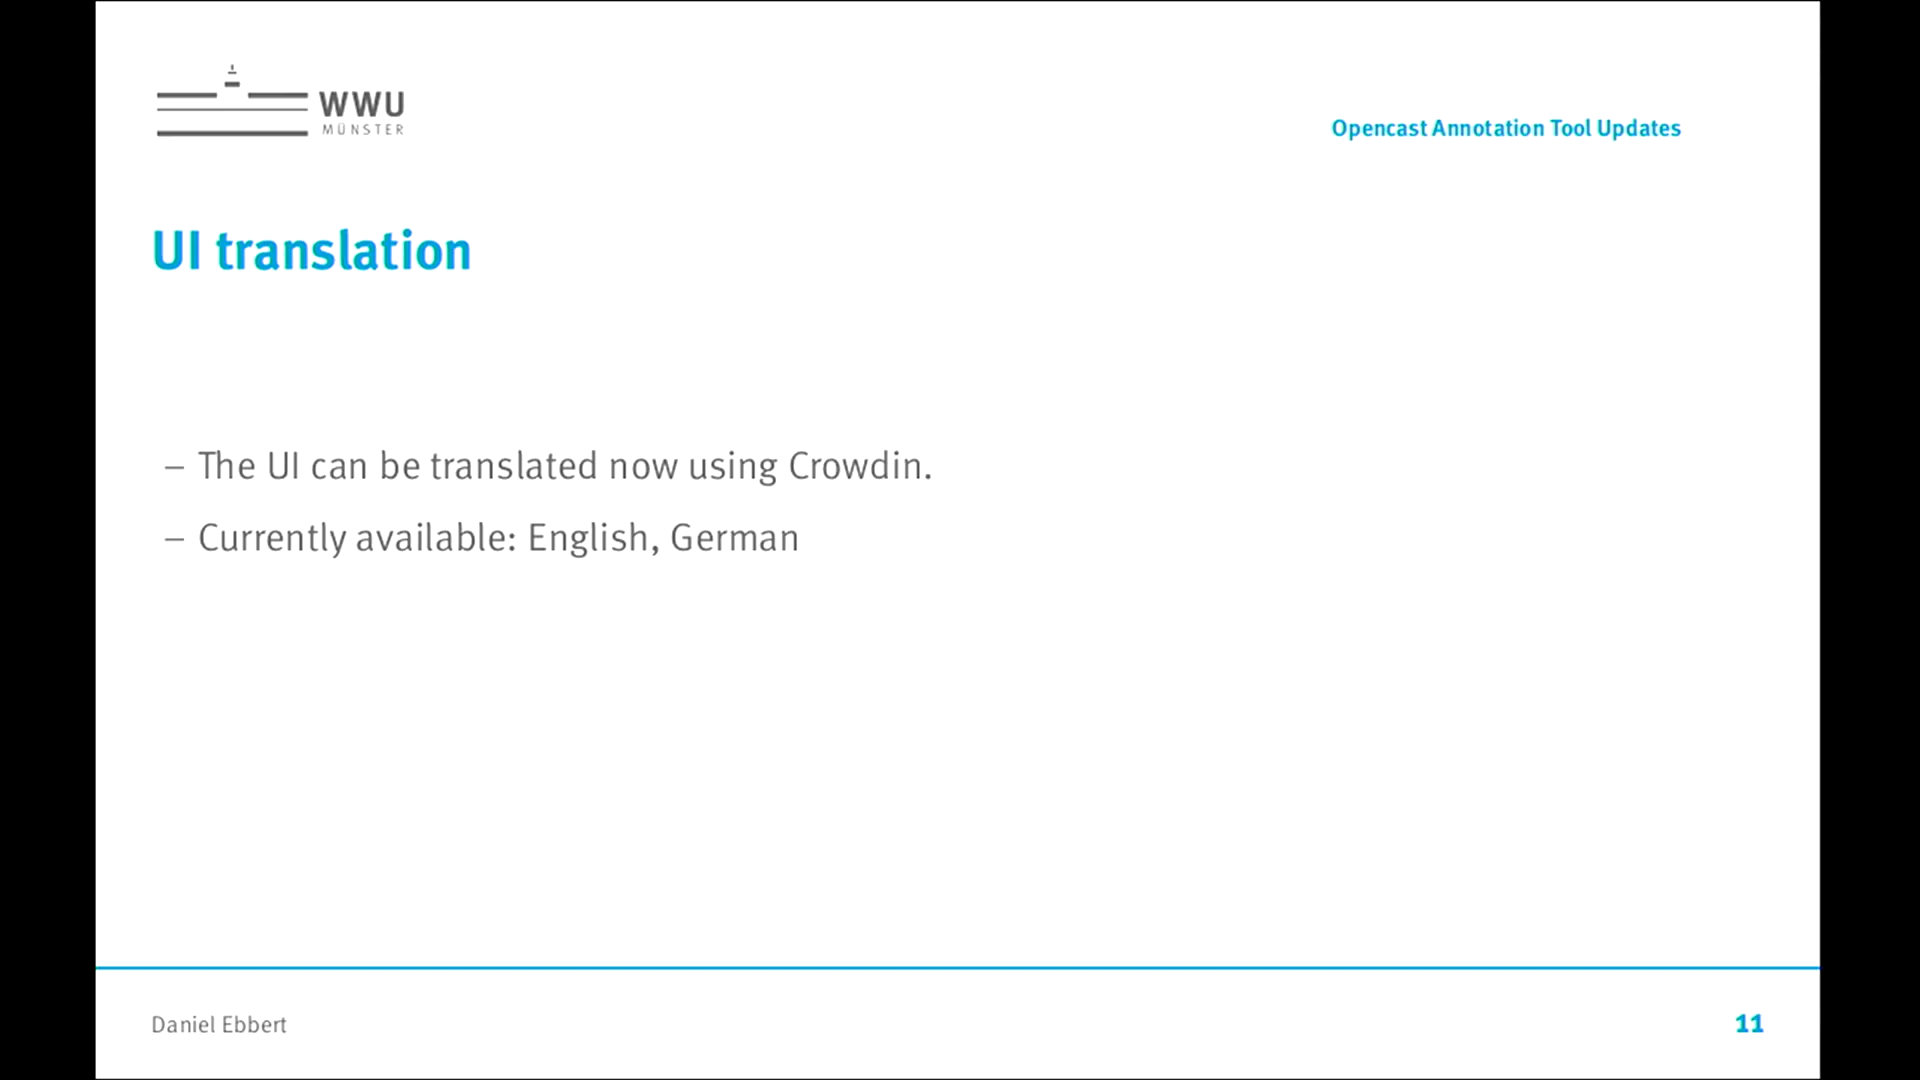 WWU
MÜNSTER
Opencast Annotation Tool Updates
UI translation
– The UI can be translated now using Crowdin.
– Currently available: English, German
Daniel Ebbert
11